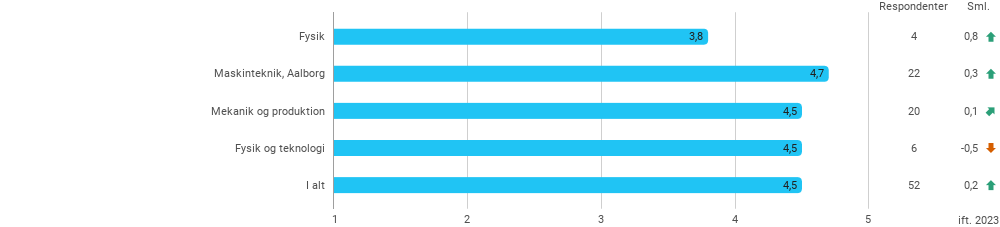 Respondenter Sml.
Fysik 3,8 4 0,8
Maskinteknik, Aalborg 4,7 22 0,3
Mekanik og produktion 4,5 20 0,1
Fysik og teknologi 4,5 6 -0,5
I alt 4,5 52 0,2
1 2 3 4 5 ift. 2023